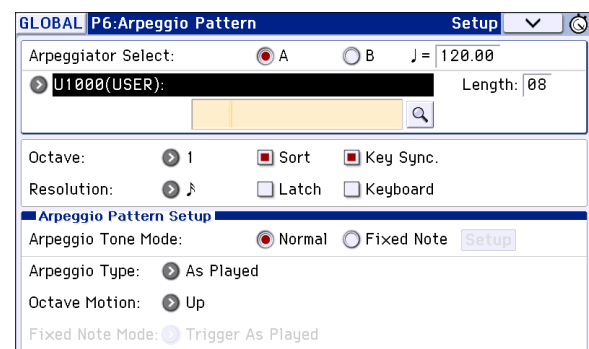 GLOBAL P6:Arpeggio Pattern Setup
Arpeggiator Select: A B ♩= 120.00
U1000(USER): Length: 08
Octave: 1 Sort Key Sync.
Resolution: Latch Keyboard
Arpeggio Pattern Setup
Arpeggio Tone Mode: Normal Fixed Note Setup
Arpeggio Type: As Played
Octave Motion: Up
Fixed Note Mode: Trigger As Played